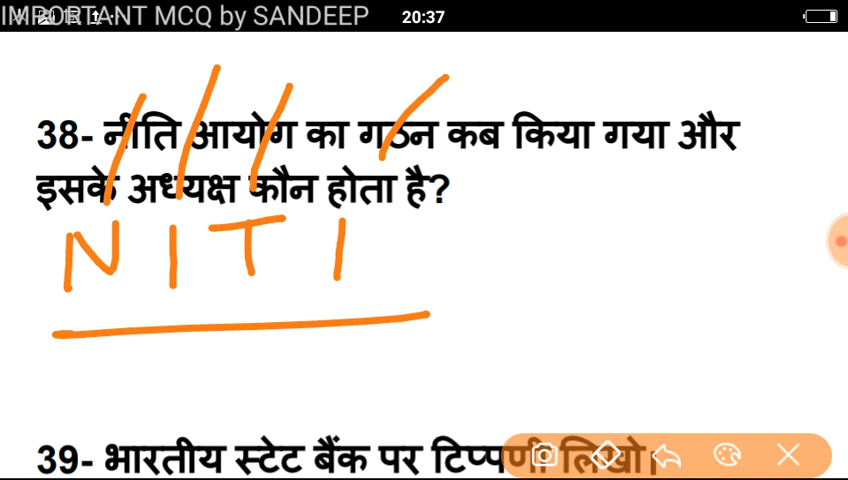 IMPORTANT MCQ by SANDEEP
20:37
38- नीति आयोग का गठन कब किया गया और
इसके अध्यक्ष कौन होता है?
NITI
39- भारतीय स्टेट बैंक पर टिप्पणी लिखो।